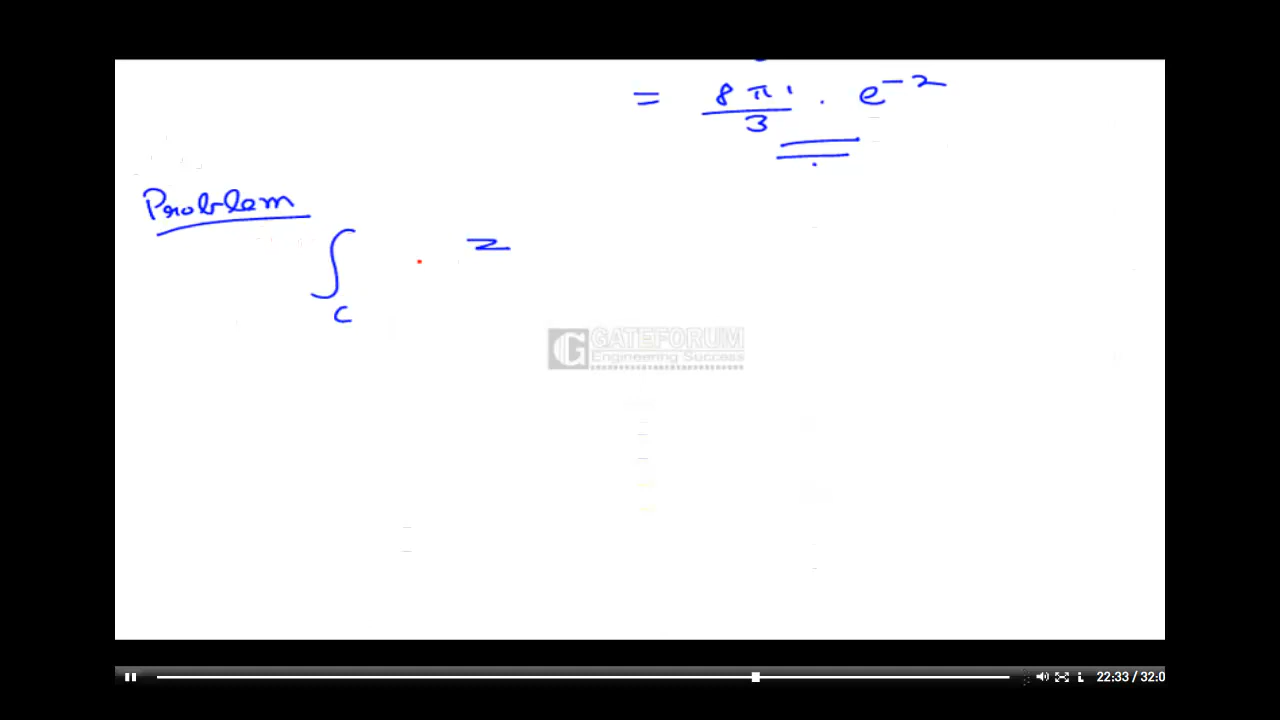 = 8πi/3 . e^-2
Problem
∫_C z
GATEFORUM
Engineering Success
22:33 / 32:0